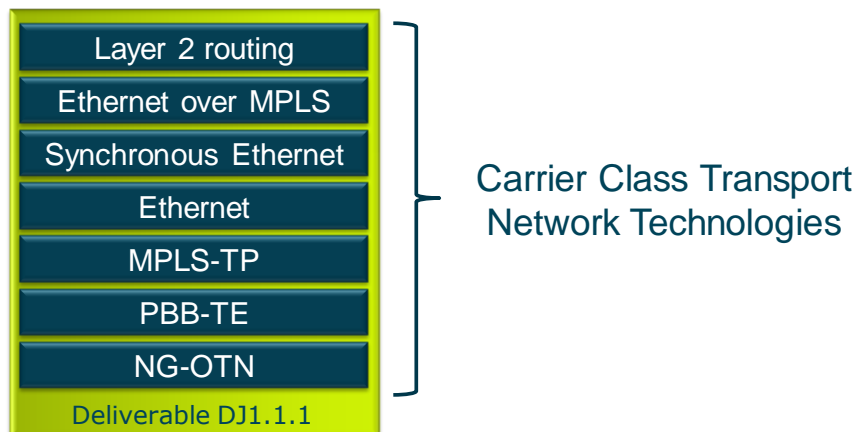 Layer 2 routing
Ethernet over MPLS
Synchronous Ethernet
Ethernet
MPLS-TP
PBB-TE
NG-OTN
Deliverable DJ1.1.1
Carrier Class Transport
Network Technologies